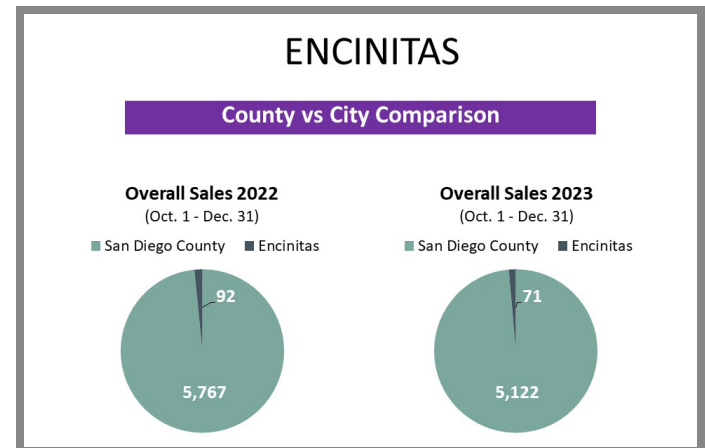 ENCINITAS
County vs City Comparison
Overall Sales 2022
(Oct. 1 - Dec. 31)
San Diego County Encinitas
92
5,767
Overall Sales 2023
(Oct. 1 - Dec. 31)
San Diego County Encinitas
71
5,122